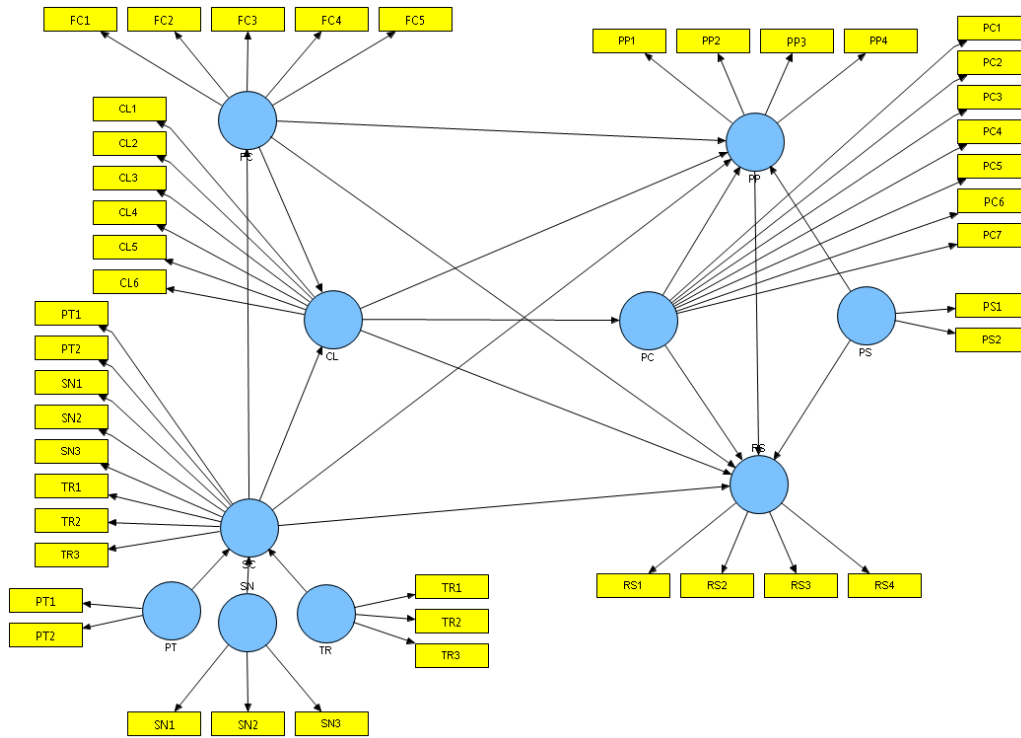 FC1
FC2
FC3
FC4
FC5
PP1
PP2
PP3
PP4
PC1
PC2
PC3
PC4
PC5
PC6
PC7
CL1
CL2
CL3
CL4
CL5
CL6
FC
PP
CL
PC
PS
PS1
PS2
PT1
PT2
SN1
SN2
SN3
TR1
TR2
TR3
RS
SC
RS1
RS2
RS3
RS4
PT1
PT2
PT
SN
TR
TR1
TR2
TR3
SN1
SN2
SN3